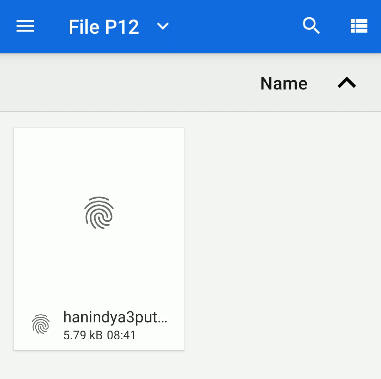 File P12
Name
hanindya3put...
5.79 kB 08:41